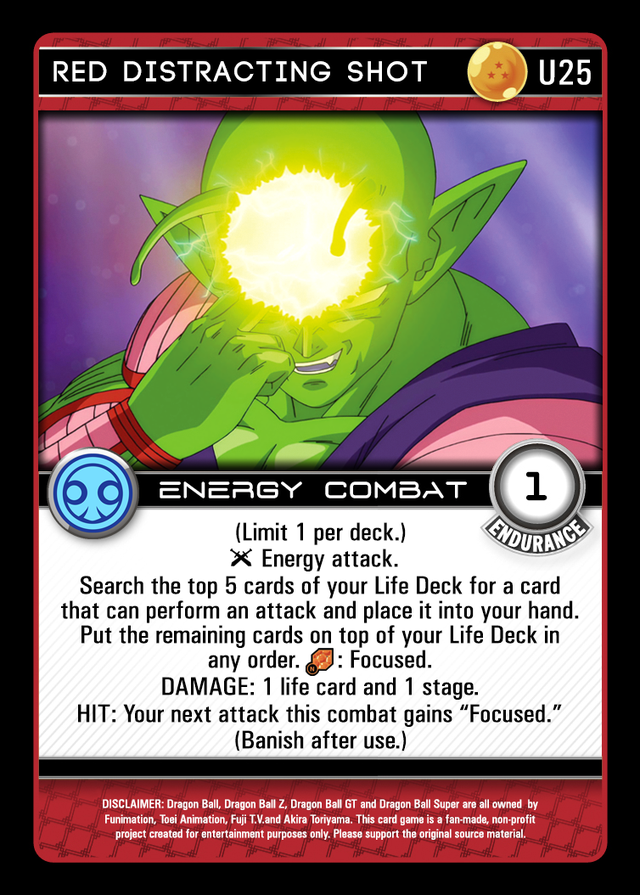 RED DISTRACTING SHOT U25
ENERGY COMBAT 1
ENDURANCE
(Limit 1 per deck.)
Energy attack.
Search the top 5 cards of your Life Deck for a card
that can perform an attack and place it into your hand.
Put the remaining cards on top of your Life Deck in
any order. : Focused.
DAMAGE: 1 life card and 1 stage.
HIT: Your next attack this combat gains “Focused.”
(Banish after use.)
DISCLAIMER: Dragon Ball, Dragon Ball Z, Dragon Ball GT and Dragon Ball Super are all owned by
Funimation, Toei Animation, Fuji T.V.and Akira Toriyama. This card game is a fan-made, non-profit
project created for entertainment purposes only. Please support the original source material.